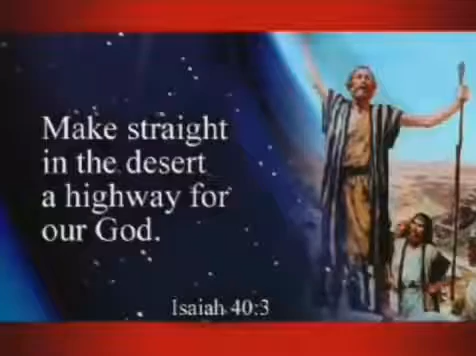 Make straight
in the desert
a highway for
our God.
Isaiah 40:3